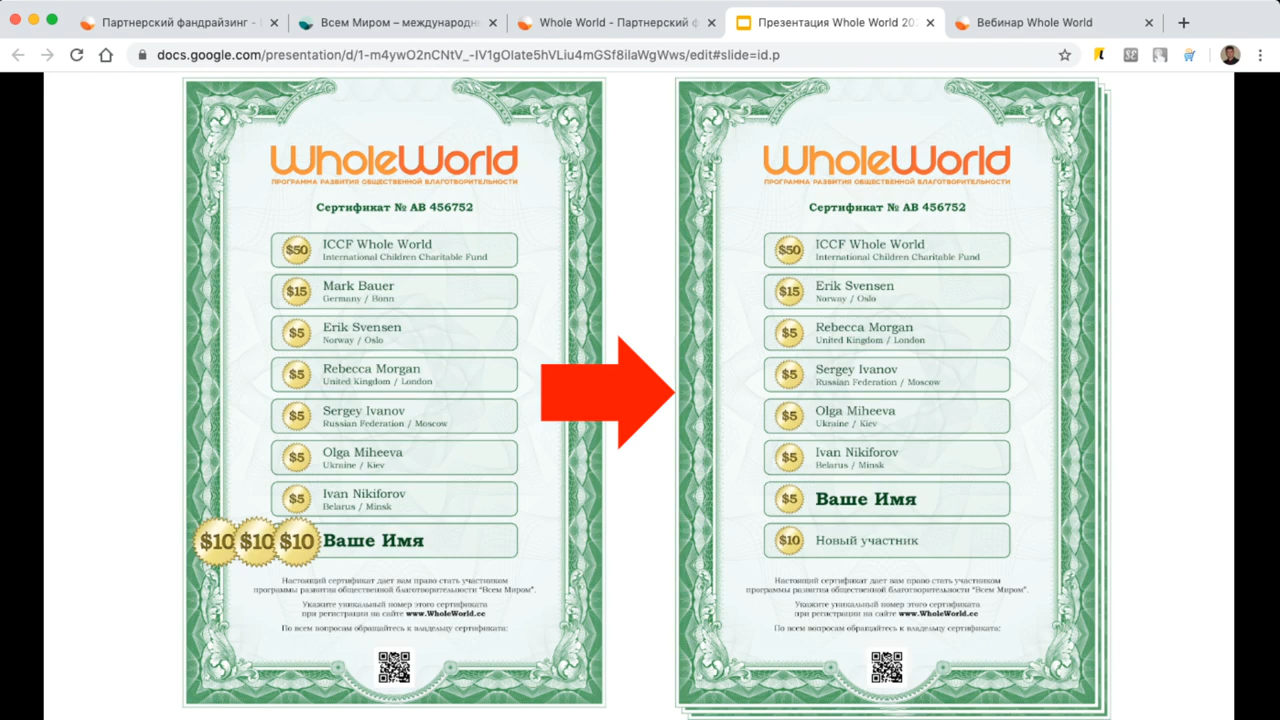 Партнерский фандрайзинг -
Всем Миром – международн
Whole World - Партнерский ф
Презентация Whole World 20
Вебинар Whole World
docs.google.com/presentation/d/1-m4ywO2nCNtV_-IV1gOIate5hVLiu4mGSf8ilaWgWws/edit#slide=id.p
WholeWorld
ПРОГРАММА РАЗВИТИЯ ОБЩЕСТВЕННОЙ БЛАГОТВОРИТЕЛЬНОСТИ
Сертификат № AB 456752
$50 ICCF Whole World
International Children Charitable Fund
$15 Mark Bauer
Germany / Bonn
$5 Erik Svensen
Norway / Oslo
$5 Rebecca Morgan
United Kingdom / London
$5 Sergey Ivanov
Russian Federation / Moscow
$5 Olga Miheeva
Ukraine / Kiev
$5 Ivan Nikiforov
Belarus / Minsk
$10 $10 $10 Ваше Имя
Настоящий сертификат дает вам право стать участником
программы развития общественной благотворительности "Всем Миром".
Укажите уникальный номер этого сертификата
при регистрации на сайте www.WholeWorld.cc
По всем вопросам обращайтесь к владельцу сертификата:
WholeWorld
ПРОГРАММА РАЗВИТИЯ ОБЩЕСТВЕННОЙ БЛАГОТВОРИТЕЛЬНОСТИ
Сертификат № AB 456752
$50 ICCF Whole World
International Children Charitable Fund
$15 Erik Svensen
Norway / Oslo
$5 Rebecca Morgan
United Kingdom / London
$5 Sergey Ivanov
Russian Federation / Moscow
$5 Olga Miheeva
Ukraine / Kiev
$5 Ivan Nikiforov
Belarus / Minsk
$5 Ваше Имя
$10 Новый участник
Настоящий сертификат дает вам право стать участником
программы развития общественной благотворительности "Всем Миром".
Укажите уникальный номер этого сертификата
при регистрации на сайте www.WholeWorld.cc
По всем вопросам обращайтесь к владельцу сертификата: